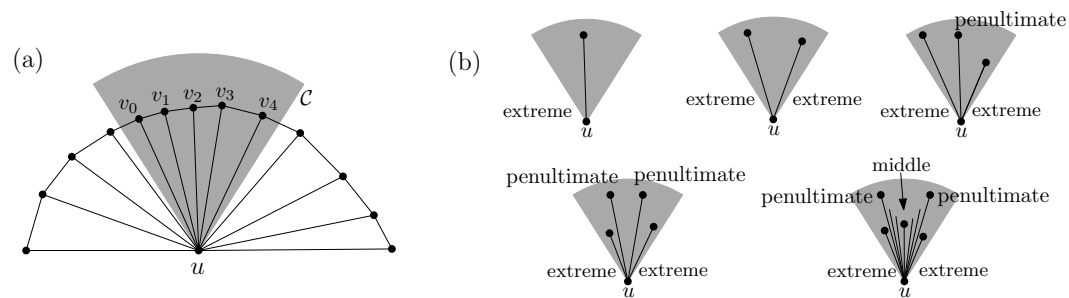 (a)
v0 v1 v2 v3 v4
C
u
(b)
extreme
u
extreme extreme
u
penultimate
extreme extreme
u
penultimate penultimate
extreme extreme
u
middle
penultimate penultimate
extreme extreme
u